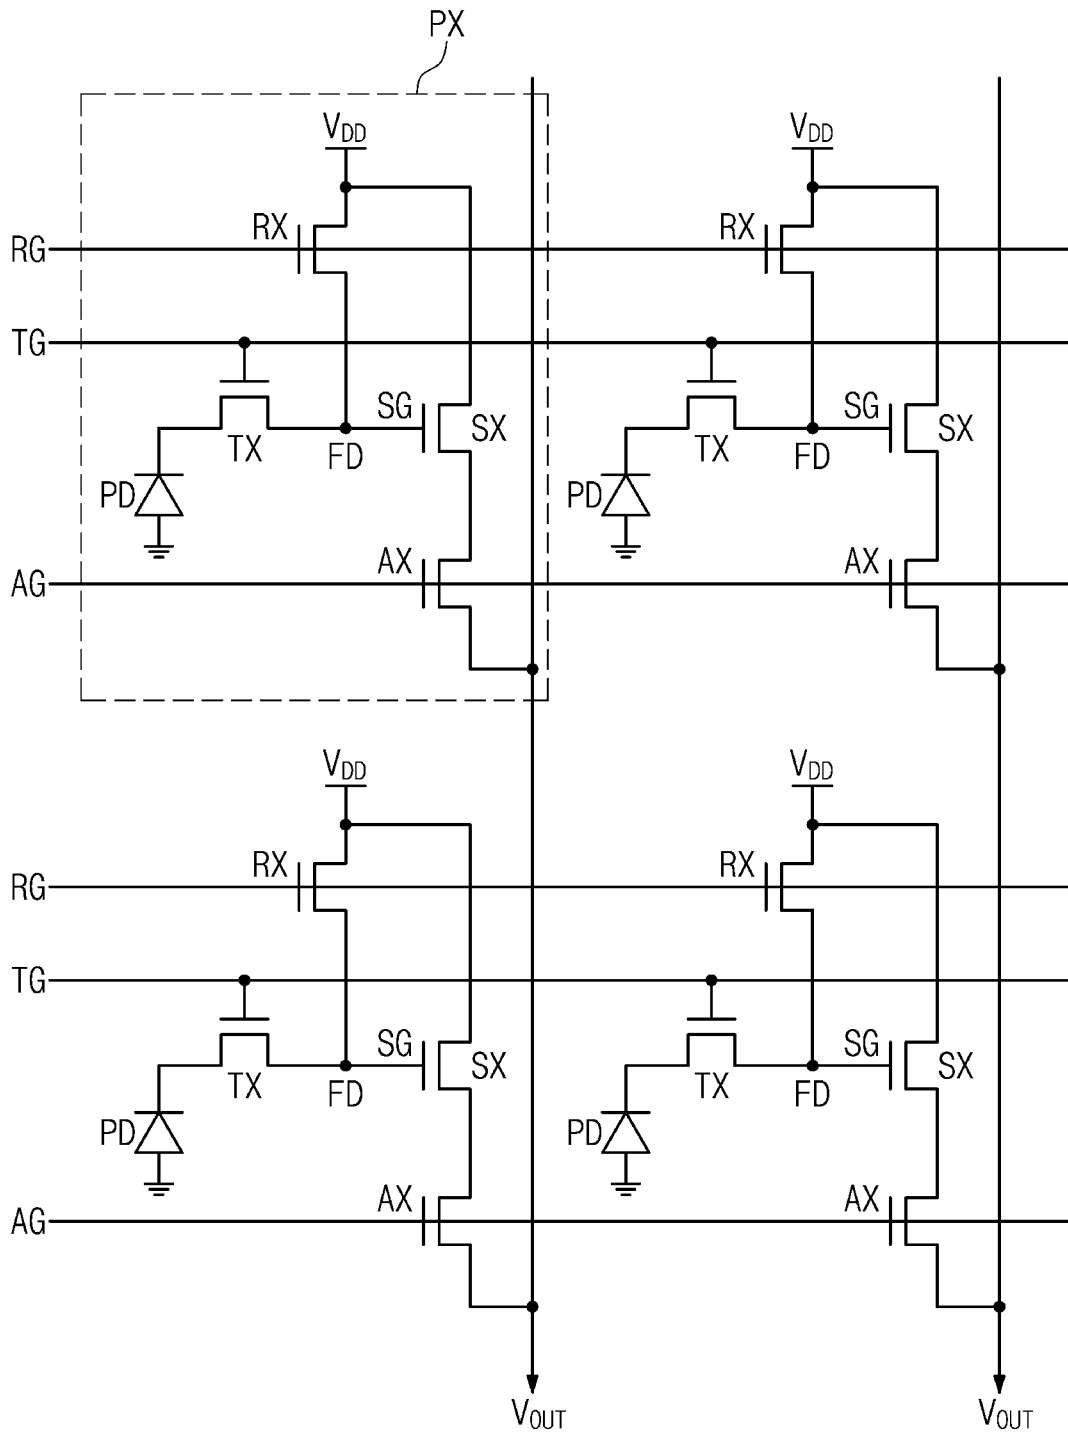 PX
VDD VDD
RX RX
RG
TG
SG SG
SX SX
TX FD TX FD
PD PD
AX AX
AG
VDD VDD
RX RX
RG
TG
SG SG
SX SX
TX FD TX FD
PD PD
AX AX
AG
VOUT VOUT